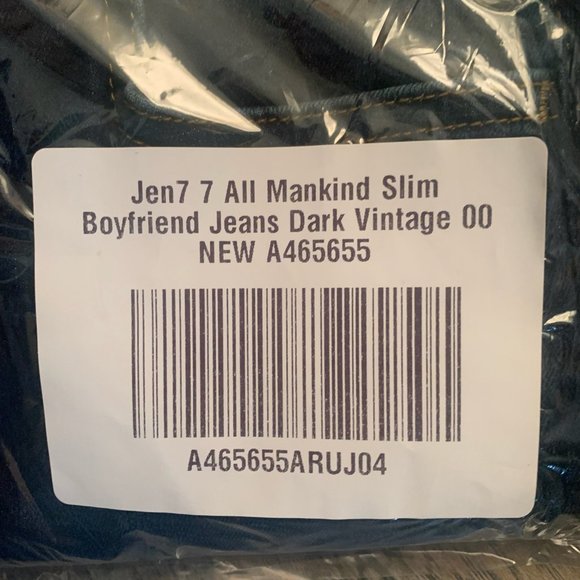 Jen7 7 All Mankind Slim
Boyfriend Jeans Dark Vintage 00
NEW A465655
A465655ARUJ04